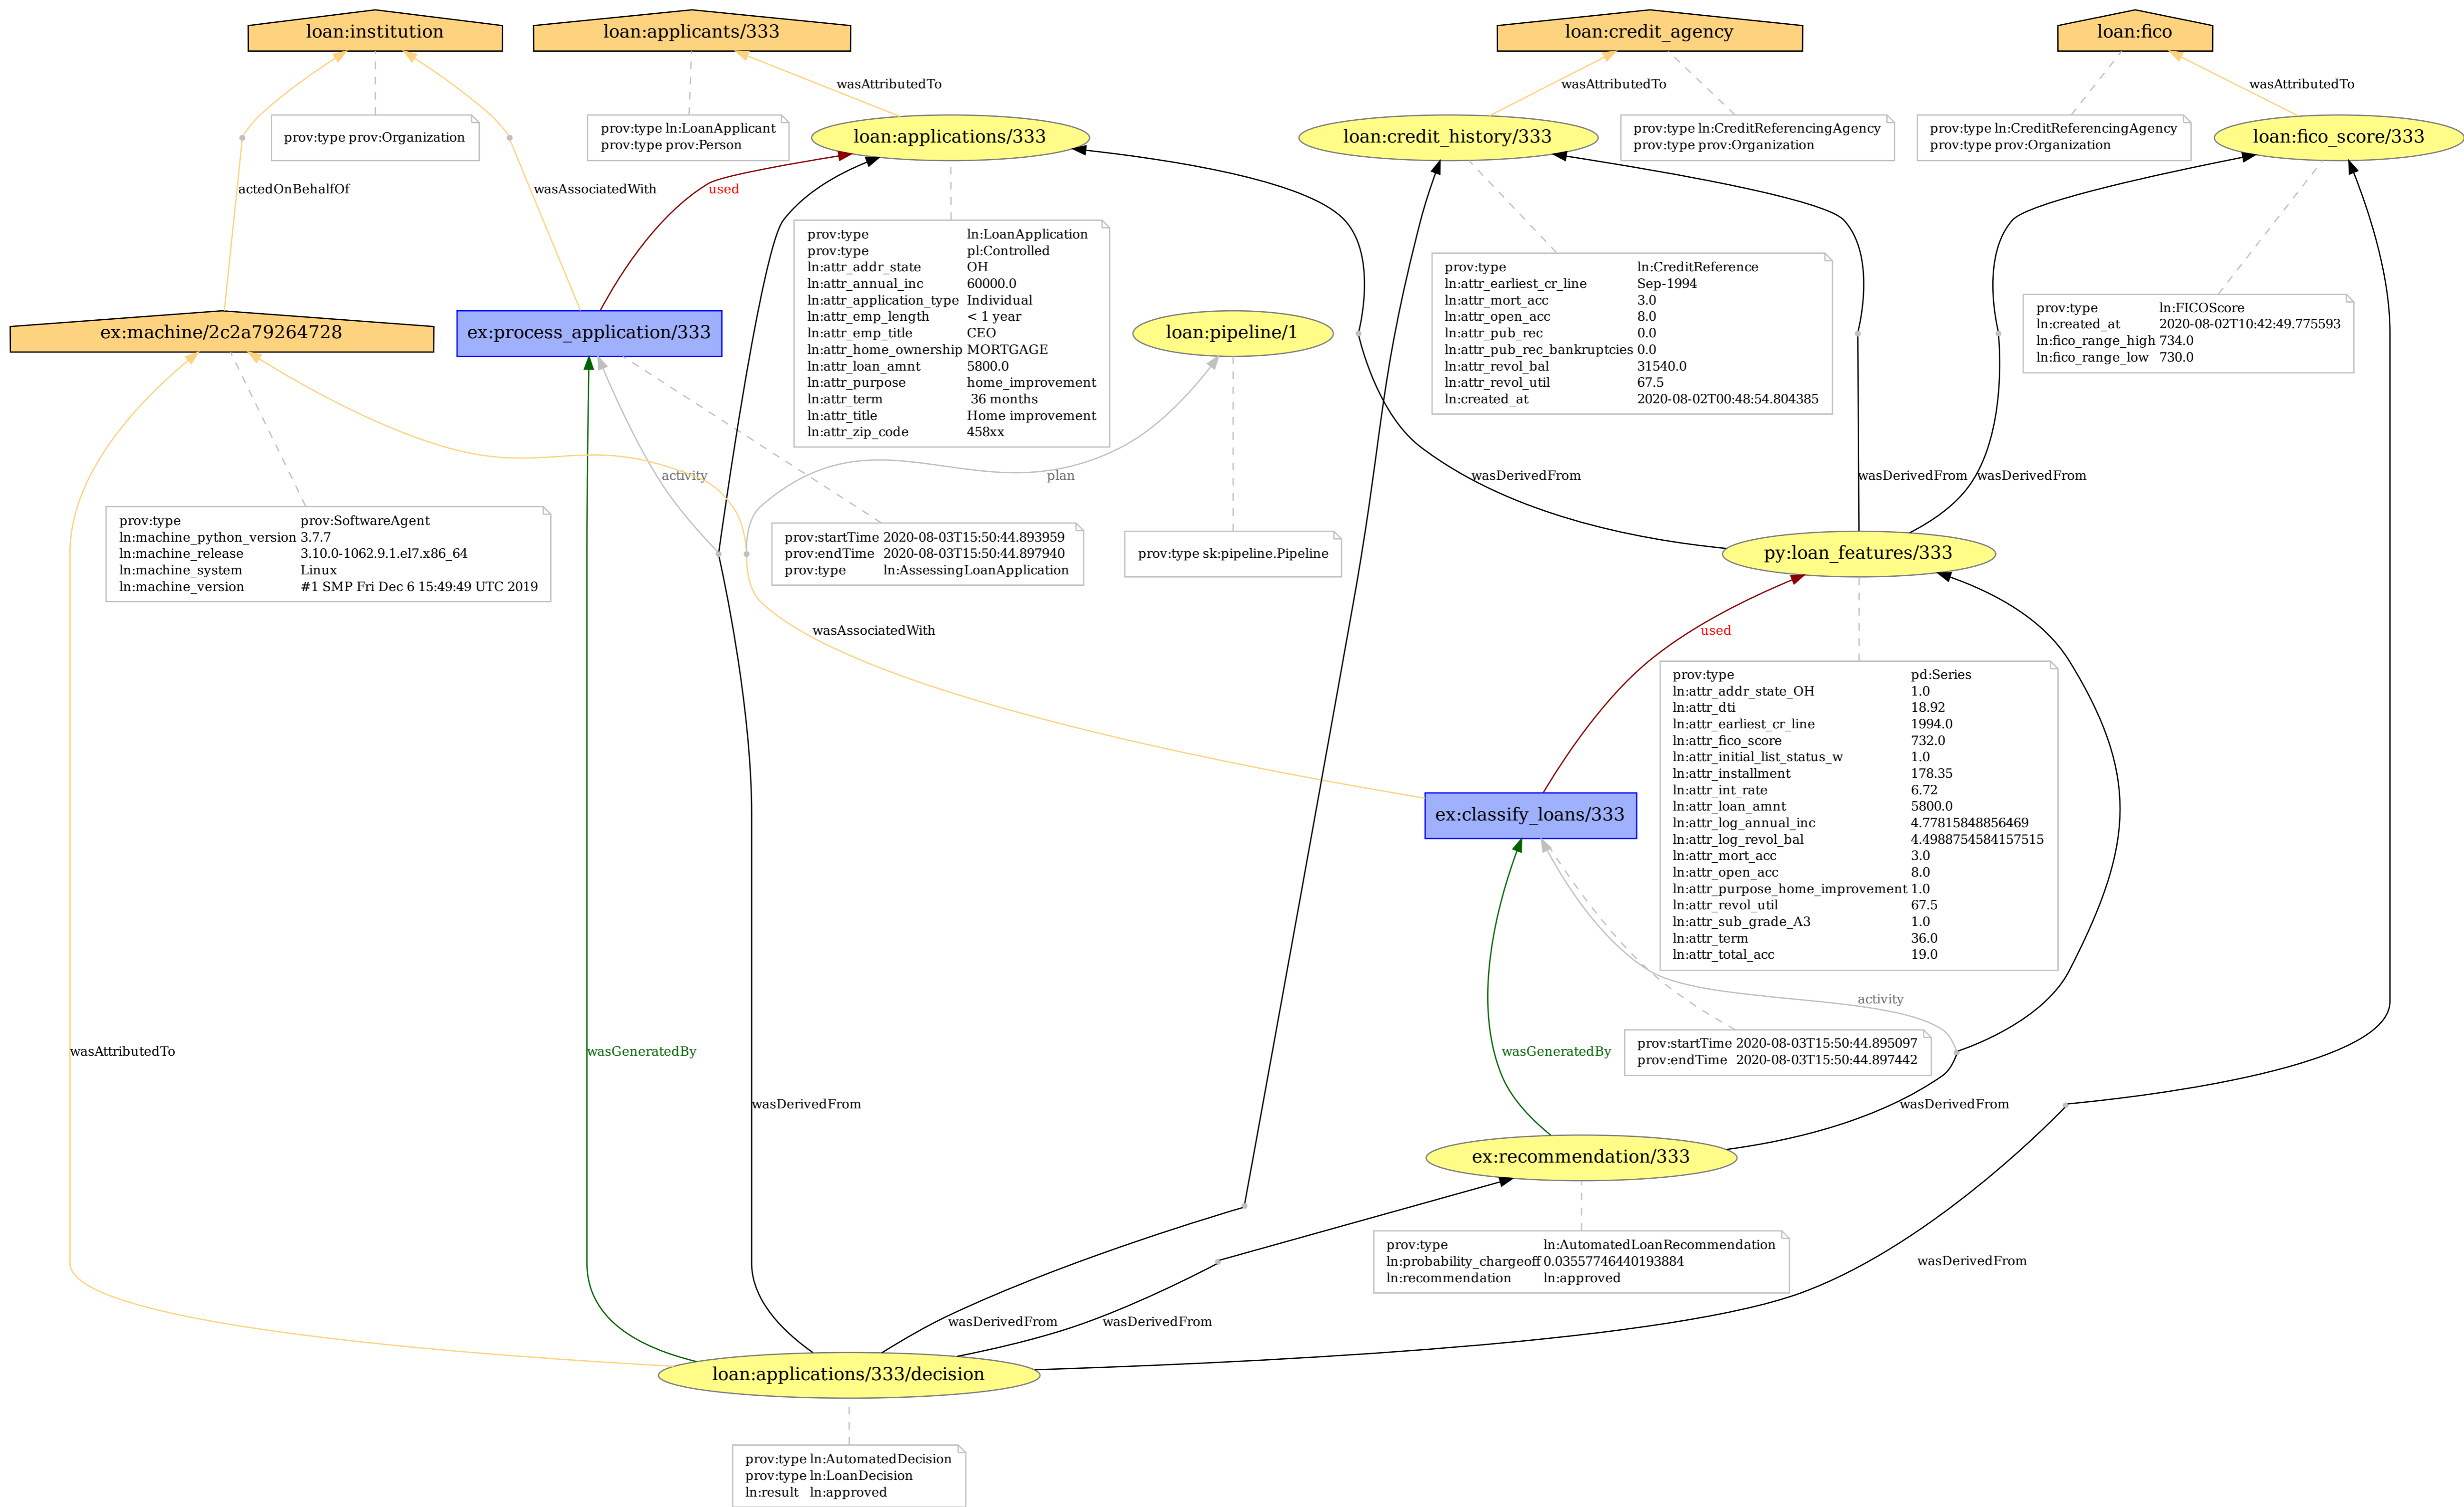 loan:institution
loan:applicants/333
loan:credit_agency
loan:fico
wasAttributedTo
wasAttributedTo
wasAttributedTo
prov:type prov:Organization
prov:type ln:LoanApplicant
prov:type prov:Person
loan:applications/333
loan:credit_history/333
prov:type ln:CreditReferencingAgency
prov:type prov:Organization
prov:type ln:CreditReferencingAgency
prov:type prov:Organization
loan:fico_score/333
actedOnBehalfOf
wasAssociatedWith
used
prov:type ln:LoanApplication
prov:type pl:Controlled
ln:attr_addr_state OH
ln:attr_annual_inc 60000.0
ln:attr_application_type Individual
ln:attr_emp_length < 1 year
ln:attr_emp_title CEO
ln:attr_home_ownership MORTGAGE
ln:attr_loan_amnt 5800.0
ln:attr_purpose home_improvement
ln:attr_term 36 months
ln:attr_title Home improvement
ln:attr_zip_code 458xx
prov:type ln:CreditReference
ln:attr_earliest_cr_line Sep-1994
ln:attr_mort_acc 3.0
ln:attr_open_acc 8.0
ln:attr_pub_rec 0.0
ln:attr_pub_rec_bankruptcies 0.0
ln:attr_revol_bal 31540.0
ln:attr_revol_util 67.5
ln:created_at 2020-08-02T00:48:54.804385
prov:type ln:FICOScore
ln:created_at 2020-08-02T10:42:49.775593
ln:fico_range_high 734.0
ln:fico_range_low 730.0
ex:machine/2c2a79264728
ex:process_application/333
loan:pipeline/1
activity
plan
wasDerivedFrom
wasDerivedFrom
wasDerivedFrom
prov:type prov:SoftwareAgent
ln:machine_python_version 3.7.7
ln:machine_release 3.10.0-1062.9.1.el7.x86_64
ln:machine_system Linux
ln:machine_version #1 SMP Fri Dec 6 15:49:49 UTC 2019
prov:startTime 2020-08-03T15:50:44.893959
prov:endTime 2020-08-03T15:50:44.897940
prov:type ln:AssessingLoanApplication
prov:type sk:pipeline.Pipeline
py:loan_features/333
wasAssociatedWith
used
prov:type pd:Series
ln:attr_addr_state_OH 1.0
ln:attr_dti 18.92
ln:attr_earliest_cr_line 1994.0
ln:attr_fico_score 732.0
ln:attr_initial_list_status_w 1.0
ln:attr_installment 178.35
ln:attr_int_rate 6.72
ln:attr_loan_amnt 5800.0
ln:attr_log_annual_inc 4.77815848856469
ln:attr_log_revol_bal 4.4988754584157515
ln:attr_mort_acc 3.0
ln:attr_open_acc 8.0
ln:attr_purpose_home_improvement 1.0
ln:attr_revol_util 67.5
ln:attr_sub_grade_A3 1.0
ln:attr_term 36.0
ln:attr_total_acc 19.0
ex:classify_loans/333
activity
wasAttributedTo
wasGeneratedBy
wasGeneratedBy
prov:startTime 2020-08-03T15:50:44.895097
prov:endTime 2020-08-03T15:50:44.897442
wasDerivedFrom
wasDerivedFrom
ex:recommendation/333
prov:type ln:AutomatedLoanRecommendation
ln:probability_chargeoff 0.03557746440193884
ln:recommendation ln:approved
wasDerivedFrom
wasDerivedFrom
wasDerivedFrom
loan:applications/333/decision
prov:type ln:AutomatedDecision
prov:type ln:LoanDecision
ln:result ln:approved